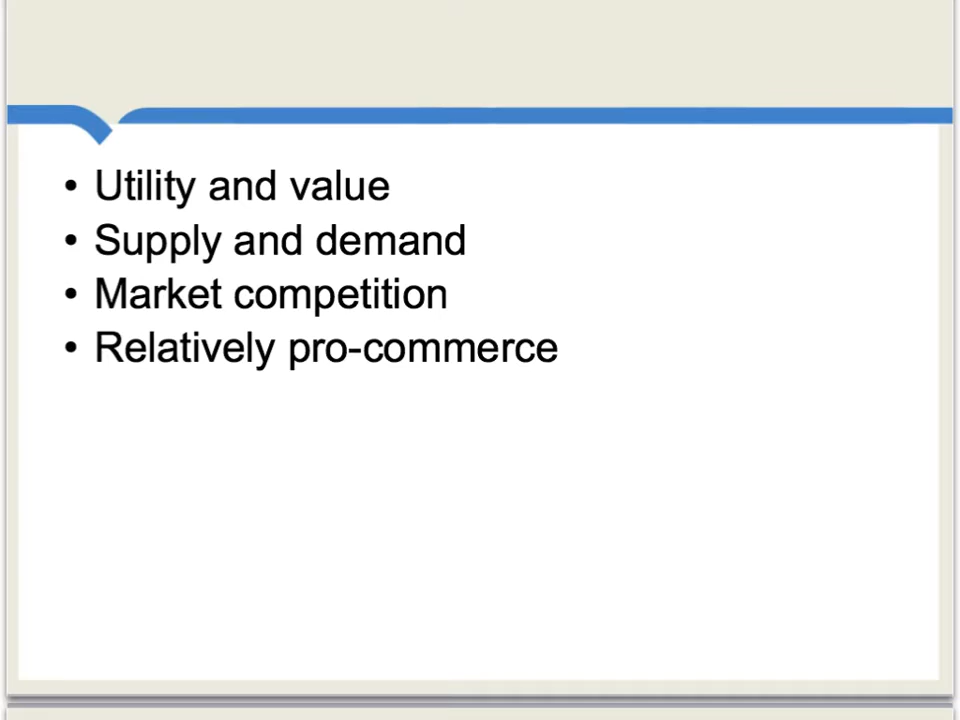 • Utility and value
• Supply and demand
• Market competition
• Relatively pro-commerce